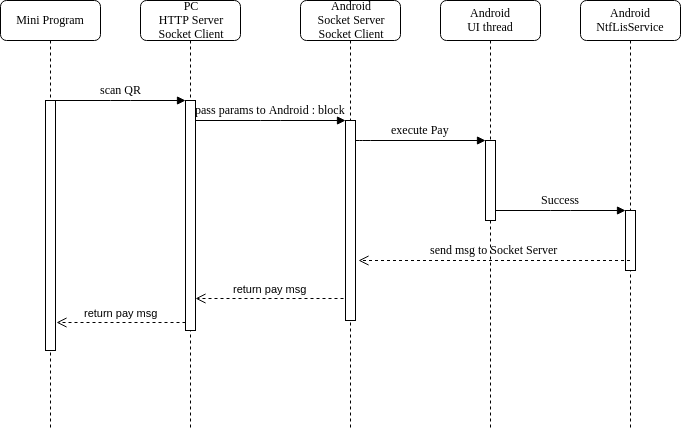 Mini Program
PC
HTTP Server
Socket Client
Android
Socket Server
Socket Client
Android
UI thread
Android
NtfLisService
scan QR
pass params to Android : block
execute Pay
Success
send msg to Socket Server
return pay msg
return pay msg